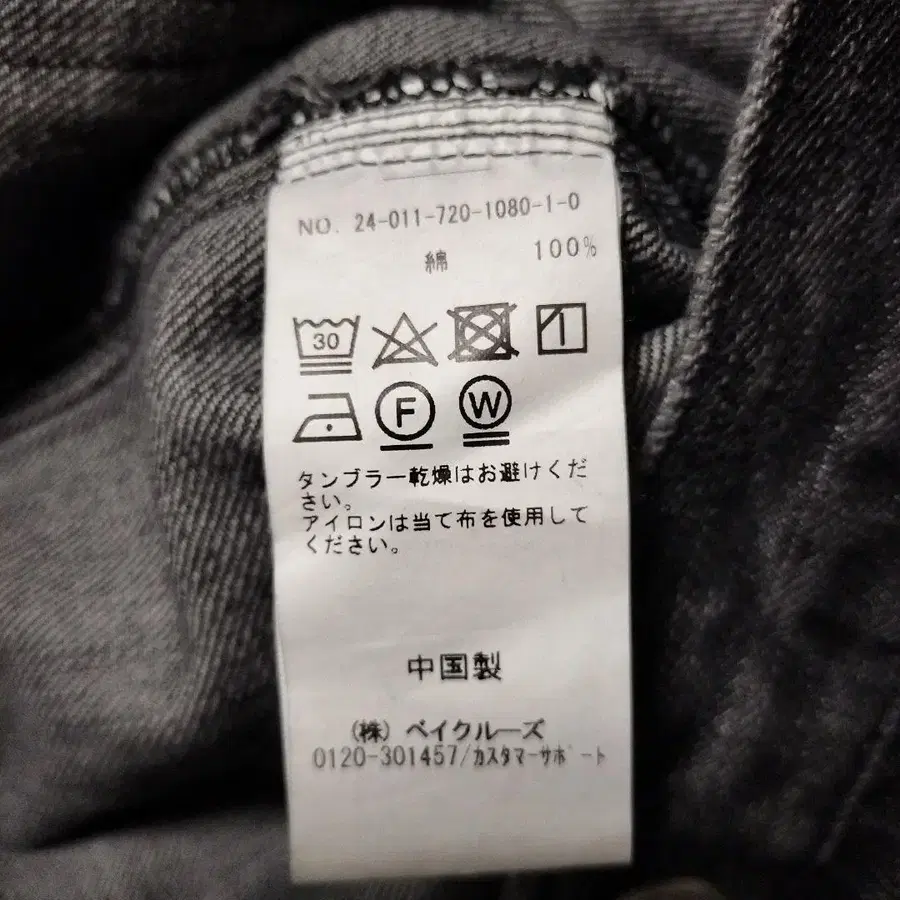 NO. 24-011-720-1080-1-0
綿 100%
30
F W
タンブラー乾燥はお避けくだ
さい。
アイロンは当て布を使用して
ください。
中国製
(株) ベイクルーズ
0120-301457/カスタマーサポート